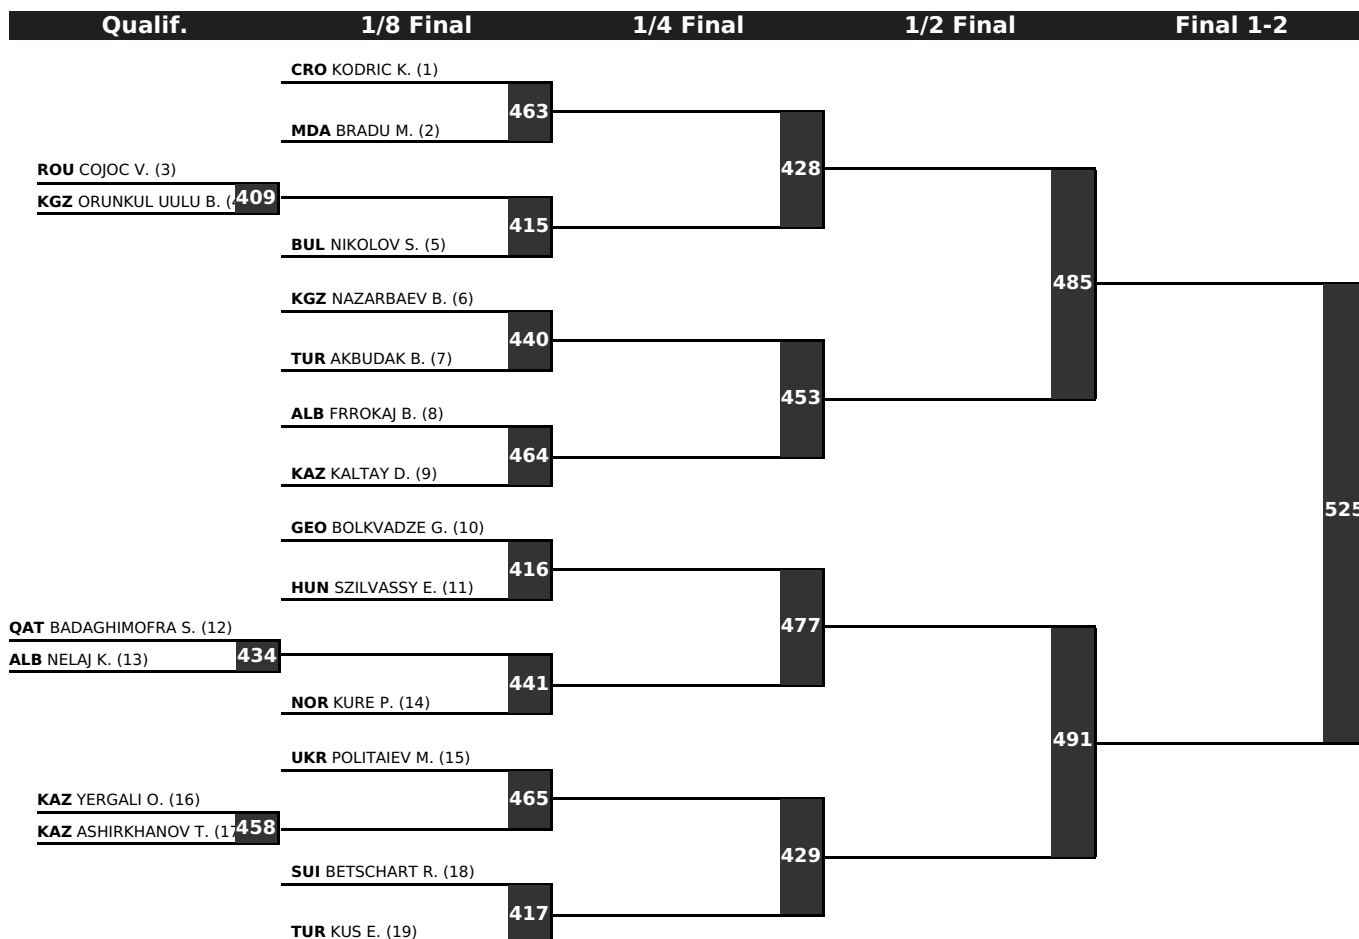 Qualif. 1/8 Final 1/4 Final 1/2 Final Final 1-2
CRO KODRIC K. (1)
463
MDA BRADU M. (2)
428
ROU COJOC V. (3)
KGZ ORUNKUL UULU B. (4
409
415
BUL NIKOLOV S. (5)
485
KGZ NAZARBAEV B. (6)
440
TUR AKBUDAK B. (7)
453
ALB FRROKAJ B. (8)
464
KAZ KALTAY D. (9)
525
GEO BOLKVADZE G. (10)
416
HUN SZILVASSY E. (11)
477
QAT BADAGHIMOFRA S. (12)
ALB NELAJ K. (13)
434
441
NOR KURE P. (14)
491
UKR POLITAIEV M. (15)
465
KAZ YERGALI O. (16)
KAZ ASHIRKHANOV T. (17
458
429
SUI BETSCHART R. (18)
417
TUR KUS E. (19)